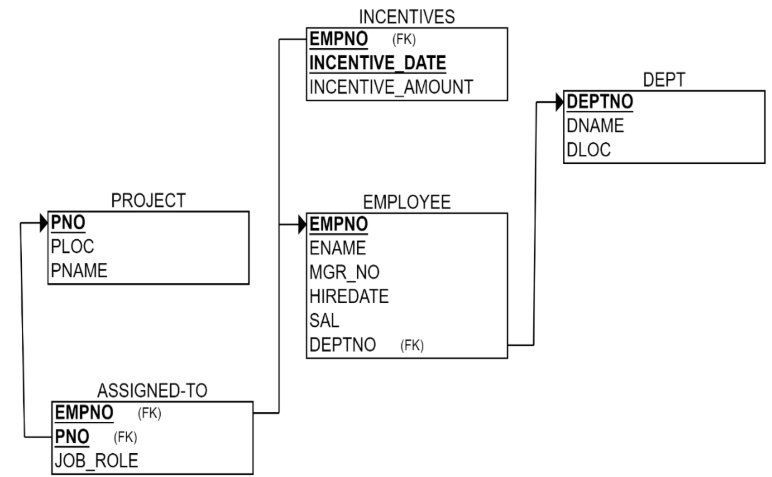 INCENTIVES
EMPNO (FK)
INCENTIVE_DATE
INCENTIVE_AMOUNT
DEPT
DEPTNO
DNAME
DLOC
PROJECT
PNO
PLOC
PNAME
EMPLOYEE
EMPNO
ENAME
MGR_NO
HIREDATE
SAL
DEPTNO (FK)
ASSIGNED-TO
EMPNO (FK)
PNO (FK)
JOB_ROLE